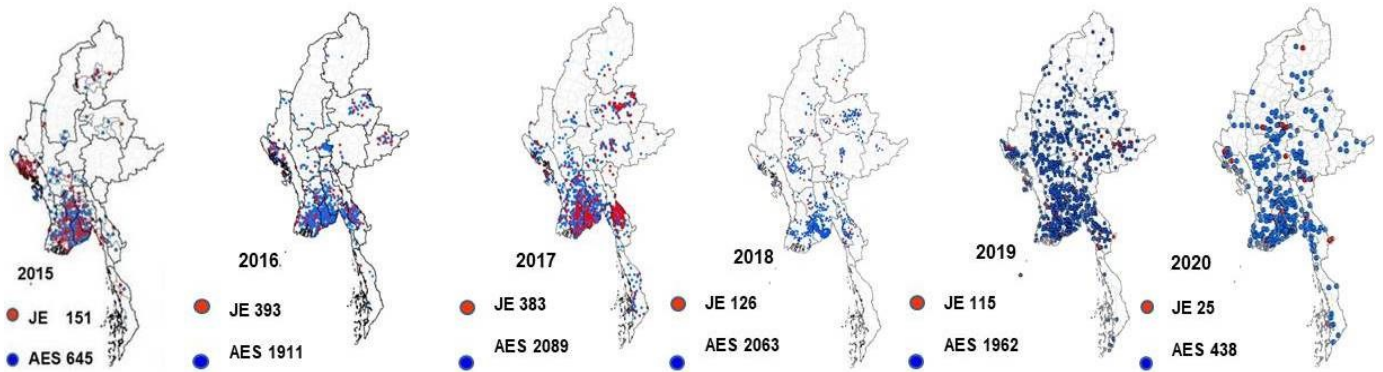 2015
JE 151
AES 645
2016
JE 393
AES 1911
2017
JE 383
AES 2089
2018
JE 126
AES 2063
2019
JE 115
AES 1962
2020
JE 25
AES 438